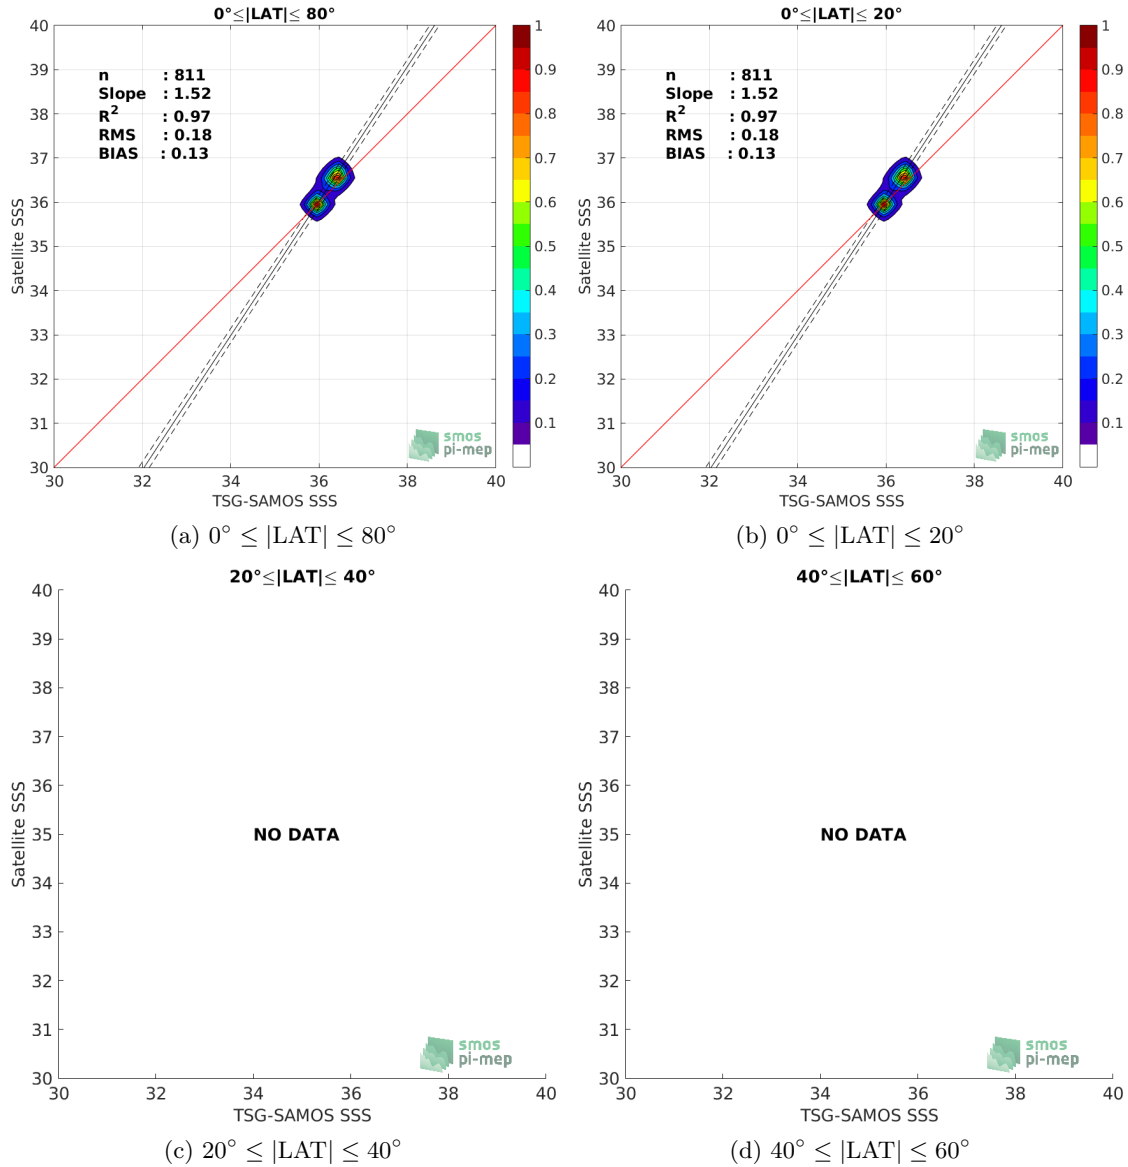 0°≤|LAT|≤ 80°
n : 811
Slope : 1.52
R² : 0.97
RMS : 0.18
BIAS : 0.13
40
39
38
37
36
35
34
33
32
31
30
Satellite SSS
30 32 34 36 38 40
TSG-SAMOS SSS
1
0.9
0.8
0.7
0.6
0.5
0.4
0.3
0.2
0.1
smos
pi-mep
(a) 0° ≤ |LAT| ≤ 80°
0°≤|LAT|≤ 20°
n : 811
Slope : 1.52
R² : 0.97
RMS : 0.18
BIAS : 0.13
40
39
38
37
36
35
34
33
32
31
30
Satellite SSS
30 32 34 36 38 40
TSG-SAMOS SSS
1
0.9
0.8
0.7
0.6
0.5
0.4
0.3
0.2
0.1
smos
pi-mep
(b) 0° ≤ |LAT| ≤ 20°
20°≤|LAT|≤ 40°
40
39
38
37
36
35
34
33
32
31
30
Satellite SSS
NO DATA
smos
pi-mep
30 32 34 36 38 40
TSG-SAMOS SSS
(c) 20° ≤ |LAT| ≤ 40°
40°≤|LAT|≤ 60°
40
39
38
37
36
35
34
33
32
31
30
Satellite SSS
NO DATA
smos
pi-mep
30 32 34 36 38 40
TSG-SAMOS SSS
(d) 40° ≤ |LAT| ≤ 60°